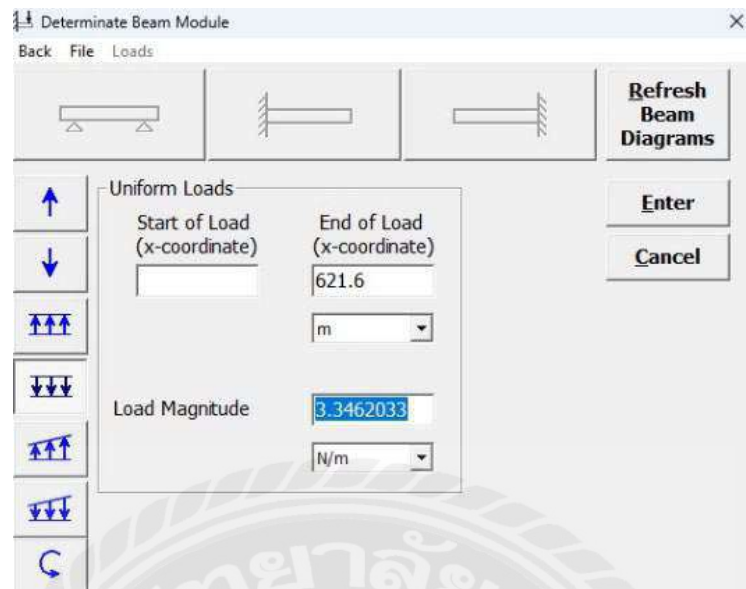 Determinate Beam Module
Back File Loads
Refresh
Beam
Diagrams
Uniform Loads
Start of Load
(x-coordinate)
End of Load
(x-coordinate)
621.6
m
Load Magnitude
3.3462033
N/m
Enter
Cancel